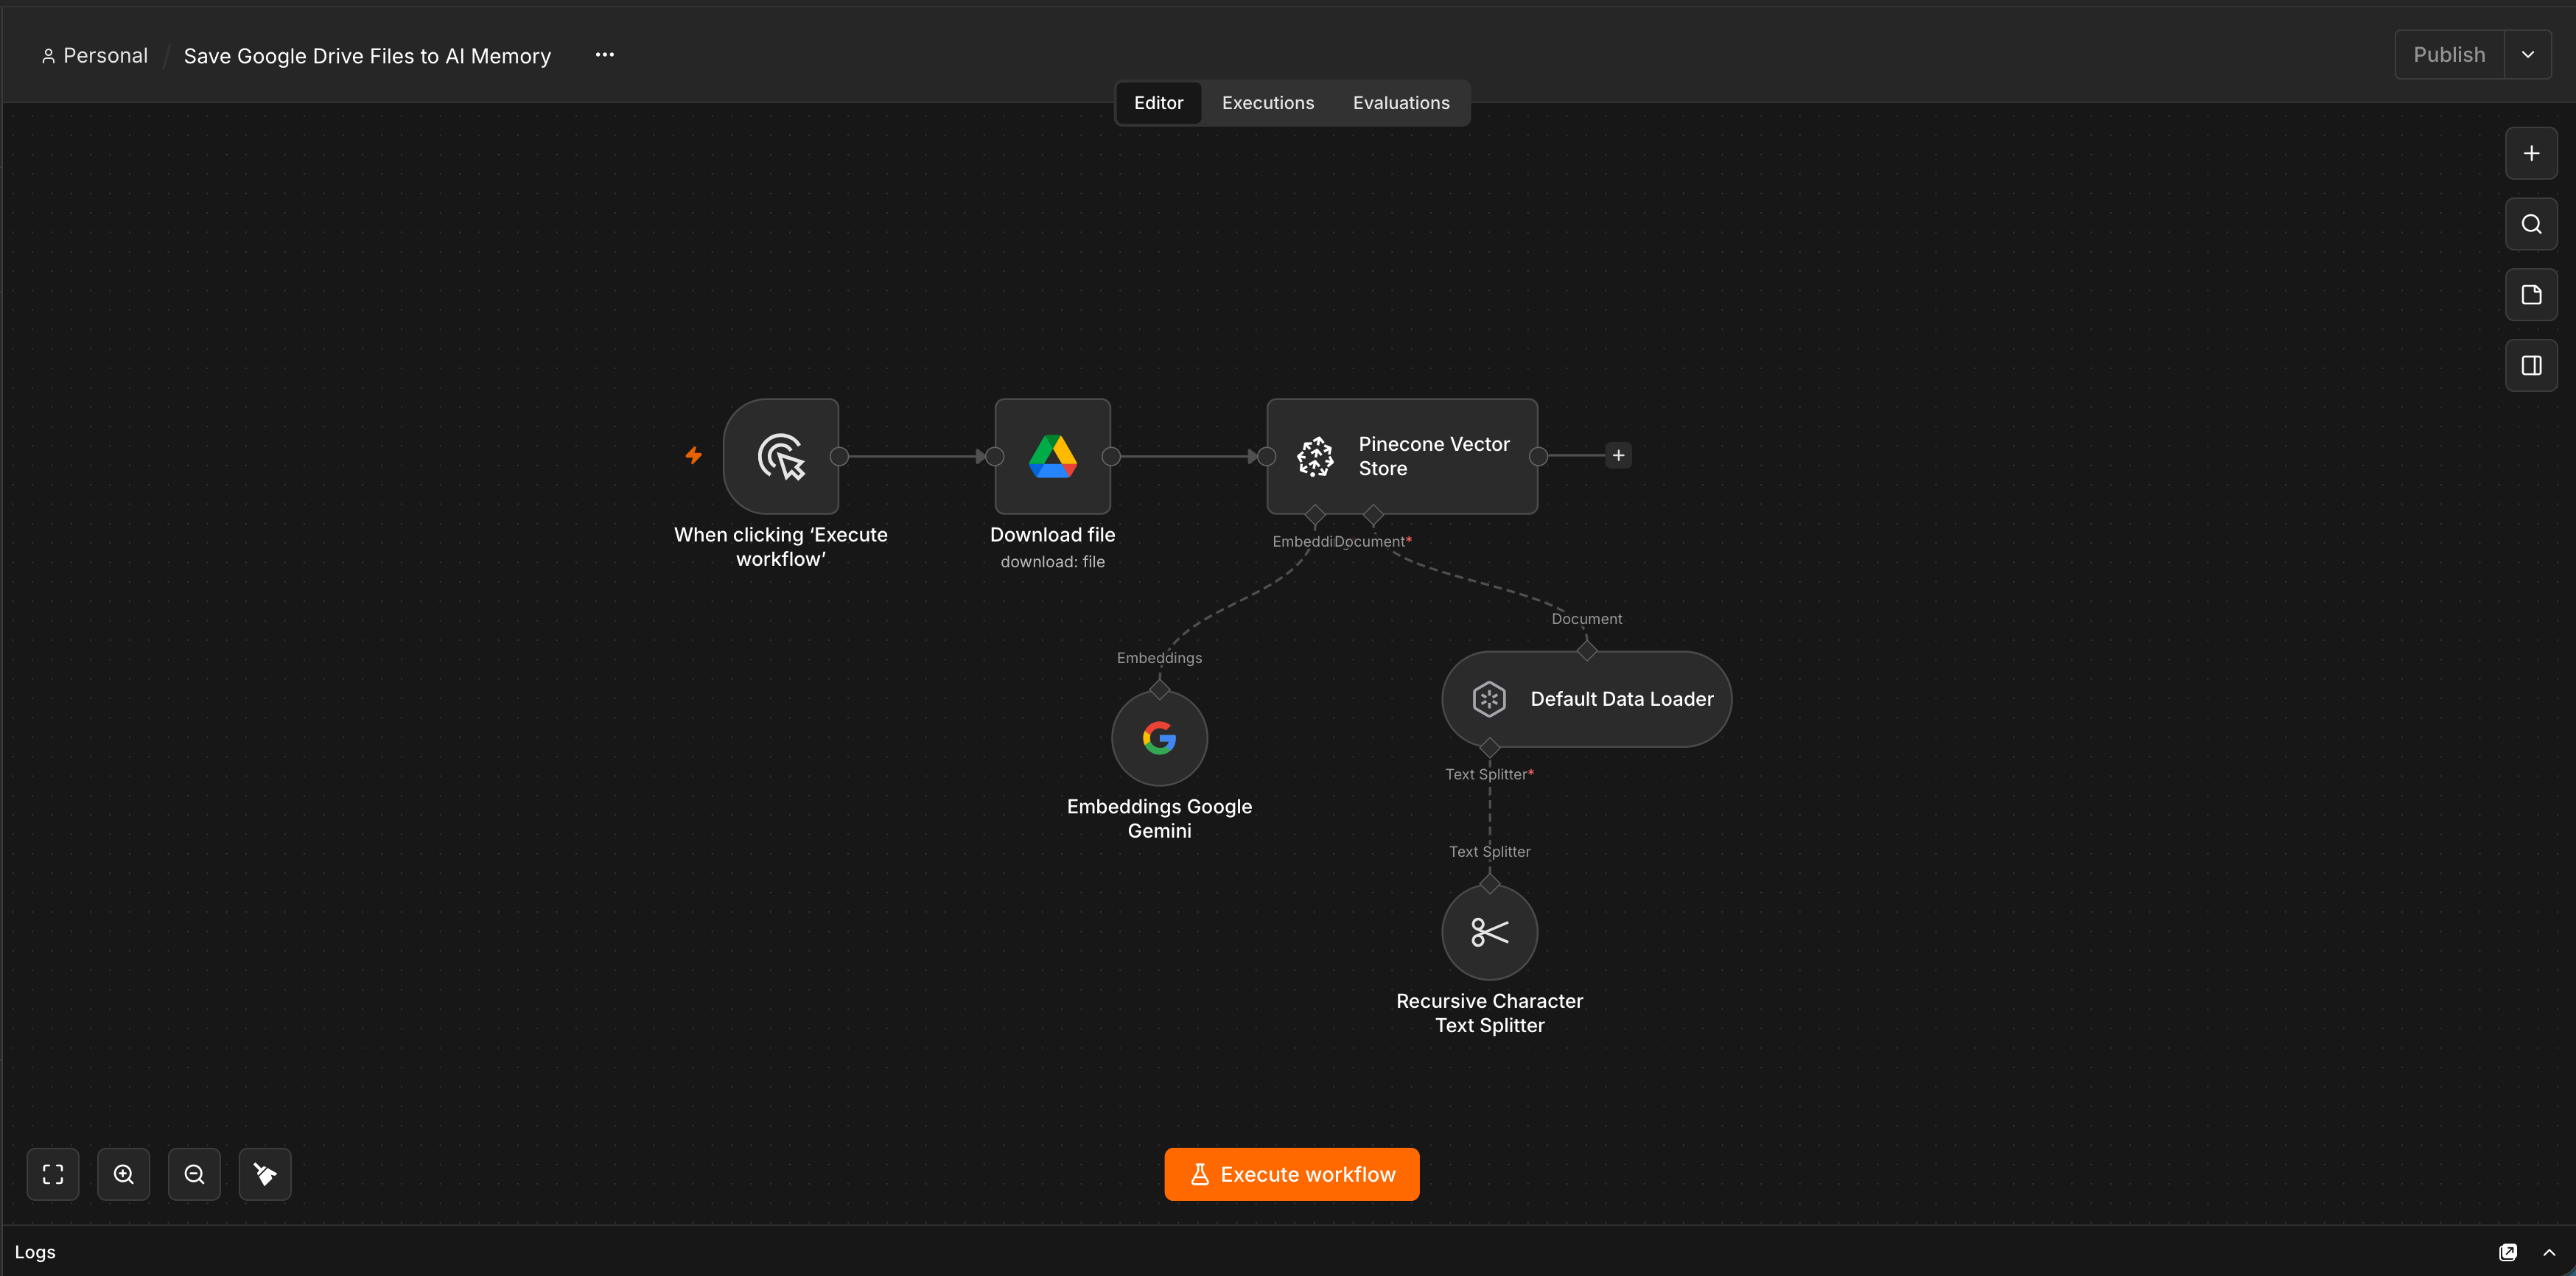 Personal / Save Google Drive Files to AI Memory ...
Publish
Editor Executions Evaluations
Pinecone Vector
Store
When clicking ‘Execute
workflow’
Download file
download: file
Document*
Document
Embeddings
Default Data Loader
Text Splitter*
Embeddings Google
Gemini
Text Splitter
Recursive Character
Text Splitter
Execute workflow
Logs